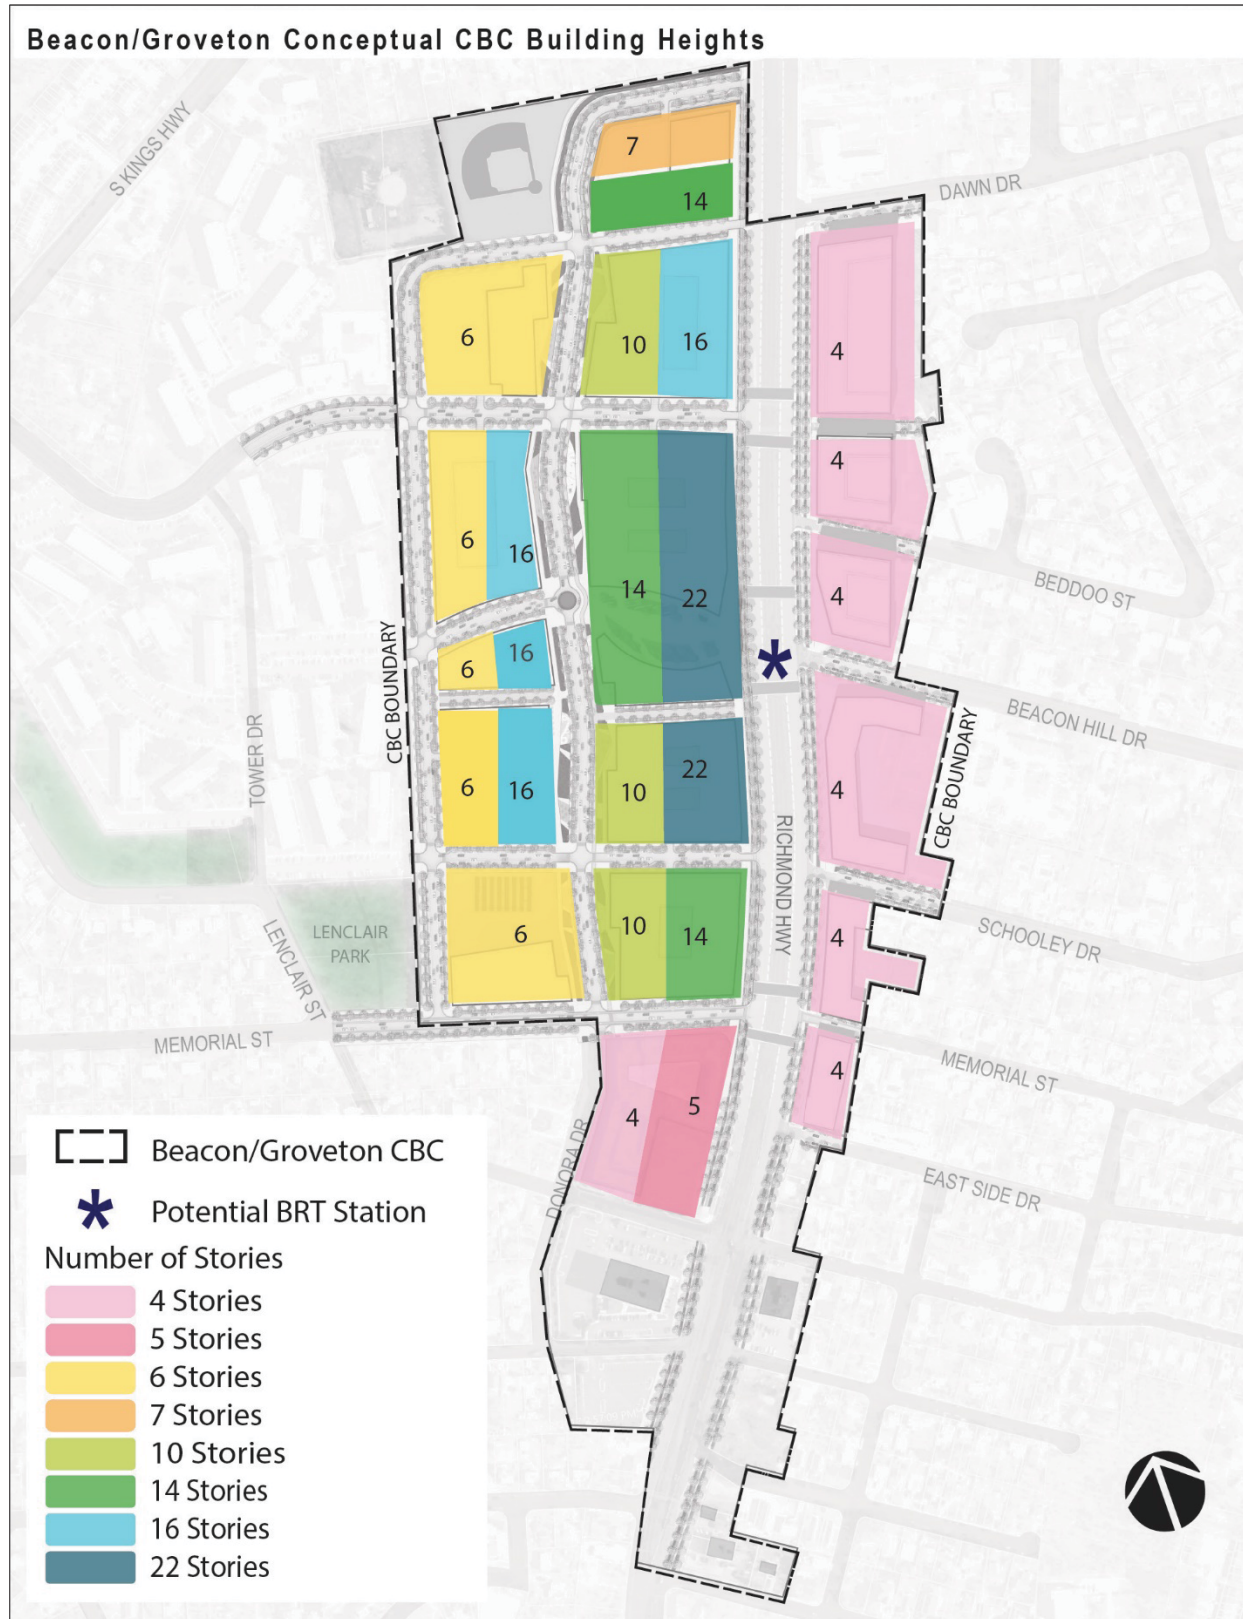 Beacon/Groveton Conceptual CBC Building Heights
S KINGS HWY
7
14
DAWN DR
6
10
16
4
4
6
16
14
22
4
BEDDOO ST
6
16
CBC BOUNDARY
BEACON HILL DR
TOWER DR
6
16
10
22
4
CBC BOUNDARY
RICHMOND HWY
LENCLAIR
PARK
LENCLAIR ST
6
10
14
4
SCHOOLEY DR
MEMORIAL ST
4
MEMORIAL ST
4
5
DONORA DR
EAST SIDE DR
Beacon/Groveton CBC
Potential BRT Station
Number of Stories
4 Stories
5 Stories
6 Stories
7 Stories
10 Stories
14 Stories
16 Stories
22 Stories